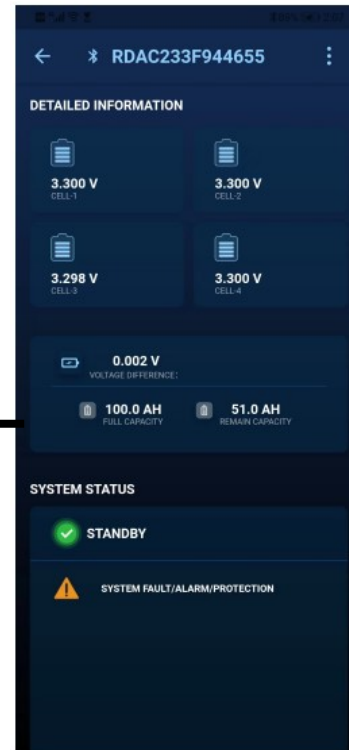 RDAC233F944655
DETAILED INFORMATION
3.300 V
CELL-1
3.300 V
CELL-2
3.298 V
CELL-3
3.300 V
CELL-4
0.002 V
VOLTAGE DIFFERENCE:
100.0 AH
FULL CAPACITY
51.0 AH
REMAIN CAPACITY
SYSTEM STATUS
STANDBY
SYSTEM FAULT/ALARM/PROTECTION